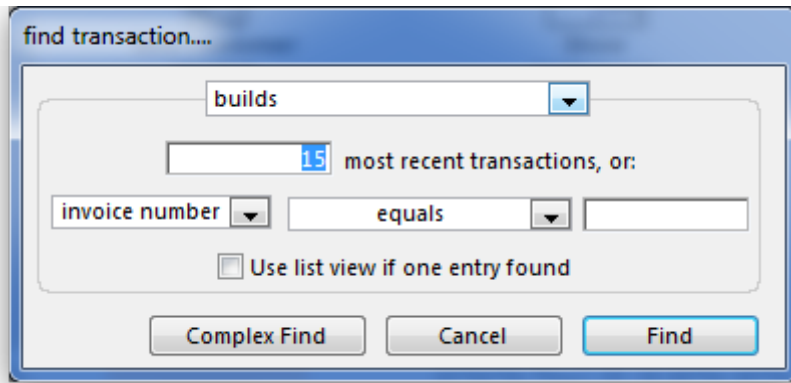 find transaction....
builds
15 most recent transactions, or:
invoice number equals
Use list view if one entry found
Complex Find Cancel Find